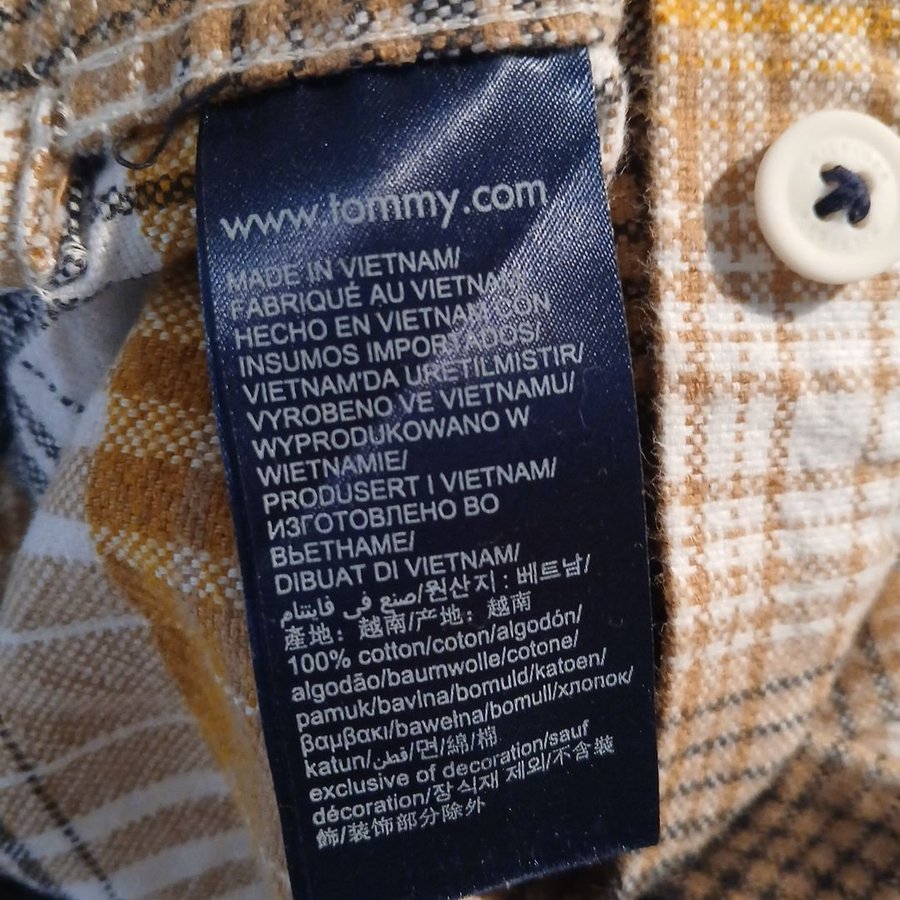 www.tommy.com
MADE IN VIETNAM/
FABRIQUÉ AU VIETNAM/
HECHO EN VIETNAM CON
INSUMOS IMPORTADOS/
VIETNAM'DA URETILMISTIR/
VYROBENO VE VIETNAMU/
WYPRODUKOWANO W
WIETNAMIE/
PRODUSERT I VIETNAM/
ИЗГОТОВЛЕНО ВО
ВЬЕТНАМЕ/
DIBUAT DI VIETNAM/
صنع في فايتنام/원산지: 베트남/
產地: 越南/产地: 越南
100% cotton/coton/algodón/
algodão/baumwolle/cotone/
pamuk/bavlna/bomuld/katoen/
βαμβακι/bawełna/bomull/хлопок/
katun/قطن/면/綿/棉
exclusive of decoration/sauf
décoration/장식재 제외/不含裝
飾/装饰部分除外